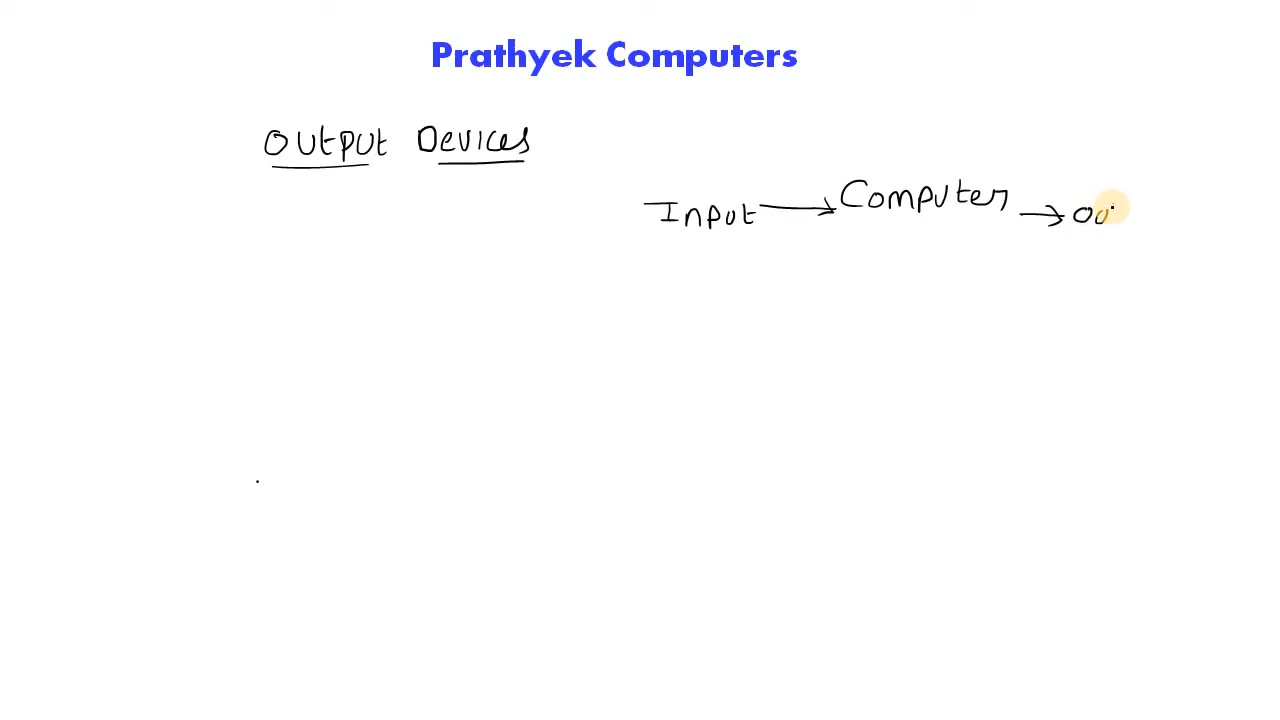 Prathyek Computers
Output Devices
Input → Computer →